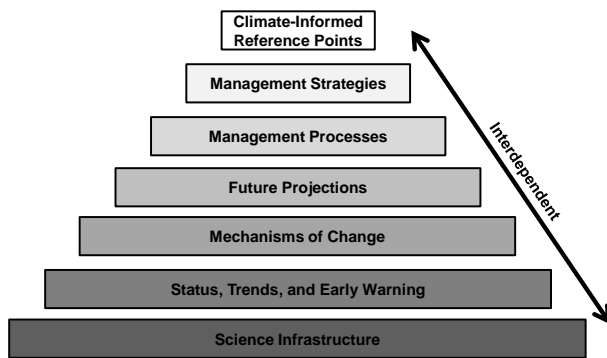 Climate-Informed
Reference Points
Management Strategies
Management Processes
Future Projections
Mechanisms of Change
Status, Trends, and Early Warning
Science Infrastructure
Interdependent